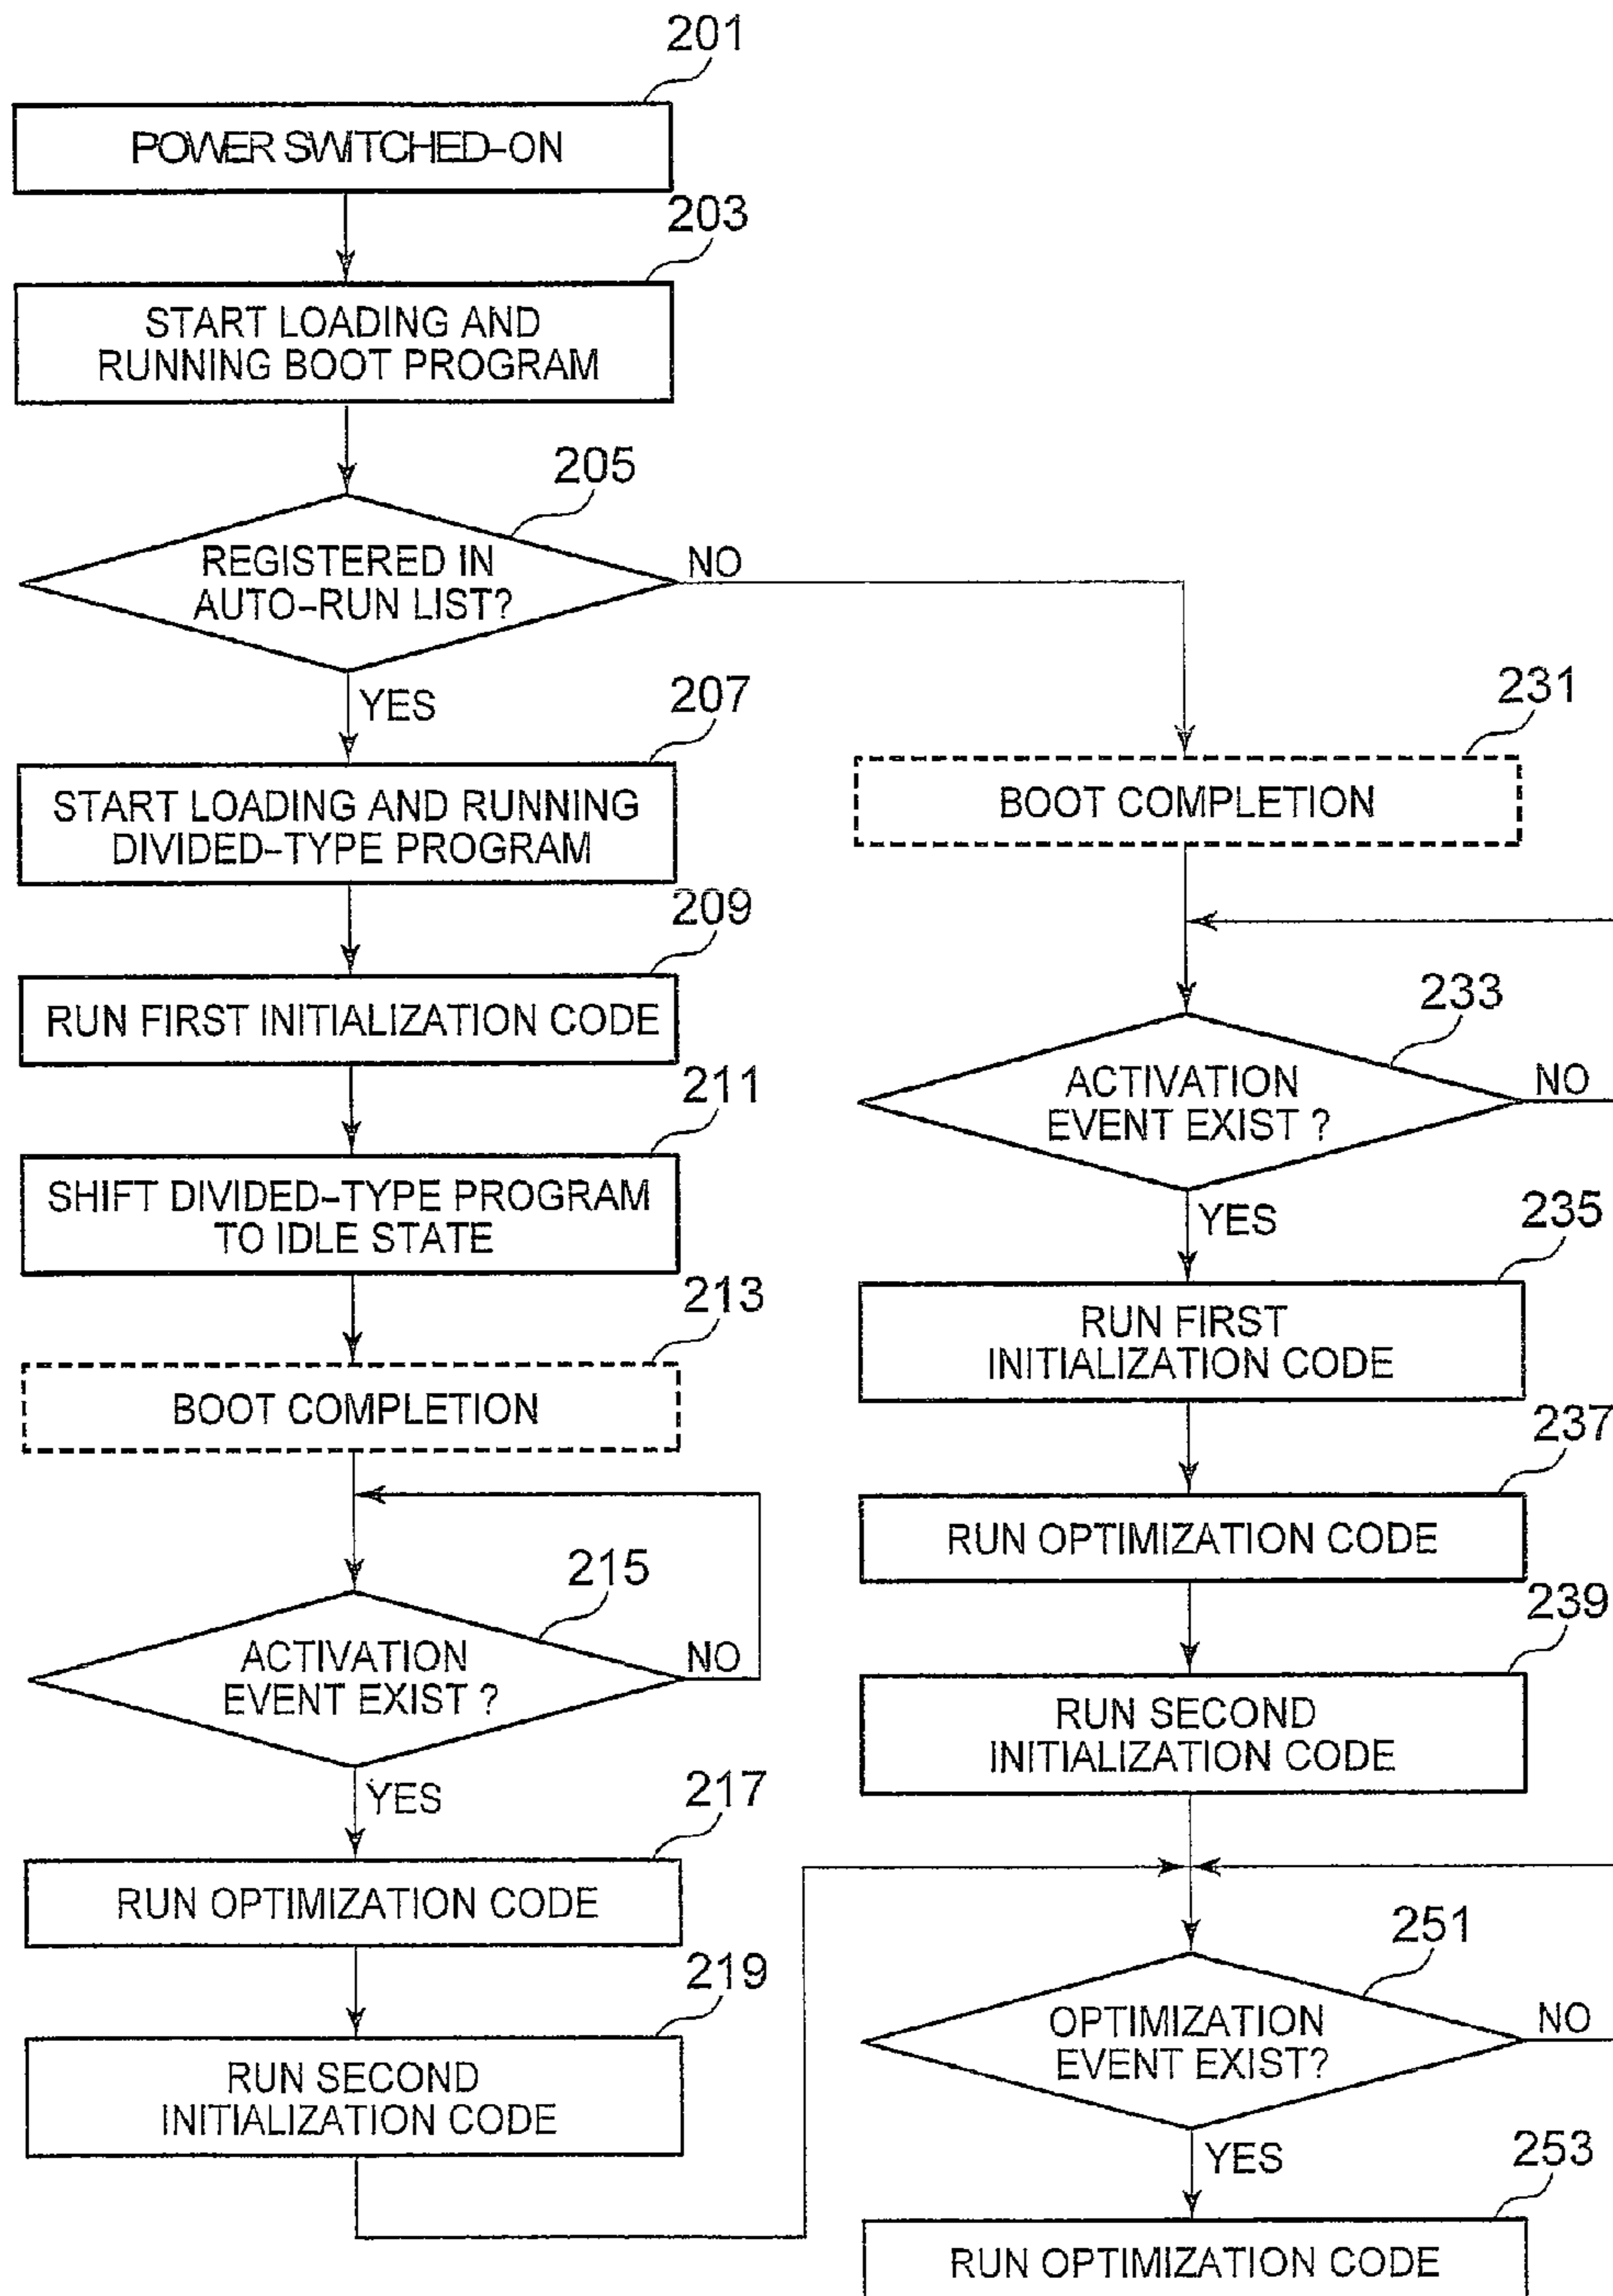 201
POWER SWITCHED-ON
203
START LOADING AND
RUNNING BOOT PROGRAM
205
REGISTERED IN
AUTO-RUN LIST?
NO
YES
207
START LOADING AND RUNNING
DIVIDED-TYPE PROGRAM
209
RUN FIRST INITIALIZATION CODE
211
SHIFT DIVIDED-TYPE PROGRAM
TO IDLE STATE
213
BOOT COMPLETION
215
ACTIVATION
EVENT EXIST ?
NO
YES
217
RUN OPTIMIZATION CODE
219
RUN SECOND
INITIALIZATION CODE
231
BOOT COMPLETION
233
ACTIVATION
EVENT EXIST ?
NO
YES
235
RUN FIRST
INITIALIZATION CODE
237
RUN OPTIMIZATION CODE
239
RUN SECOND
INITIALIZATION CODE
251
OPTIMIZATION
EVENT EXIST?
NO
YES
253
RUN OPTIMIZATION CODE